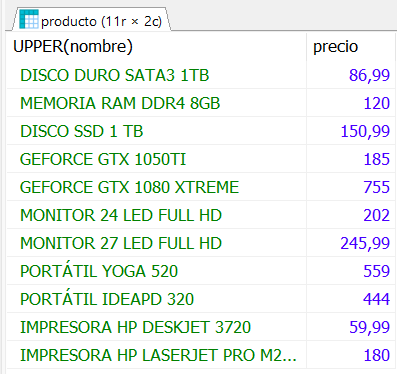 producto (11r × 2c)
UPPER(nombre) precio
DISCO DURO SATA3 1TB 86,99
MEMORIA RAM DDR4 8GB 120
DISCO SSD 1 TB 150,99
GEFORCE GTX 1050TI 185
GEFORCE GTX 1080 XTREME 755
MONITOR 24 LED FULL HD 202
MONITOR 27 LED FULL HD 245,99
PORTÁTIL YOGA 520 559
PORTÁTIL IDEAPD 320 444
IMPRESORA HP DESKJET 3720 59,99
IMPRESORA HP LASERJET PRO M2... 180